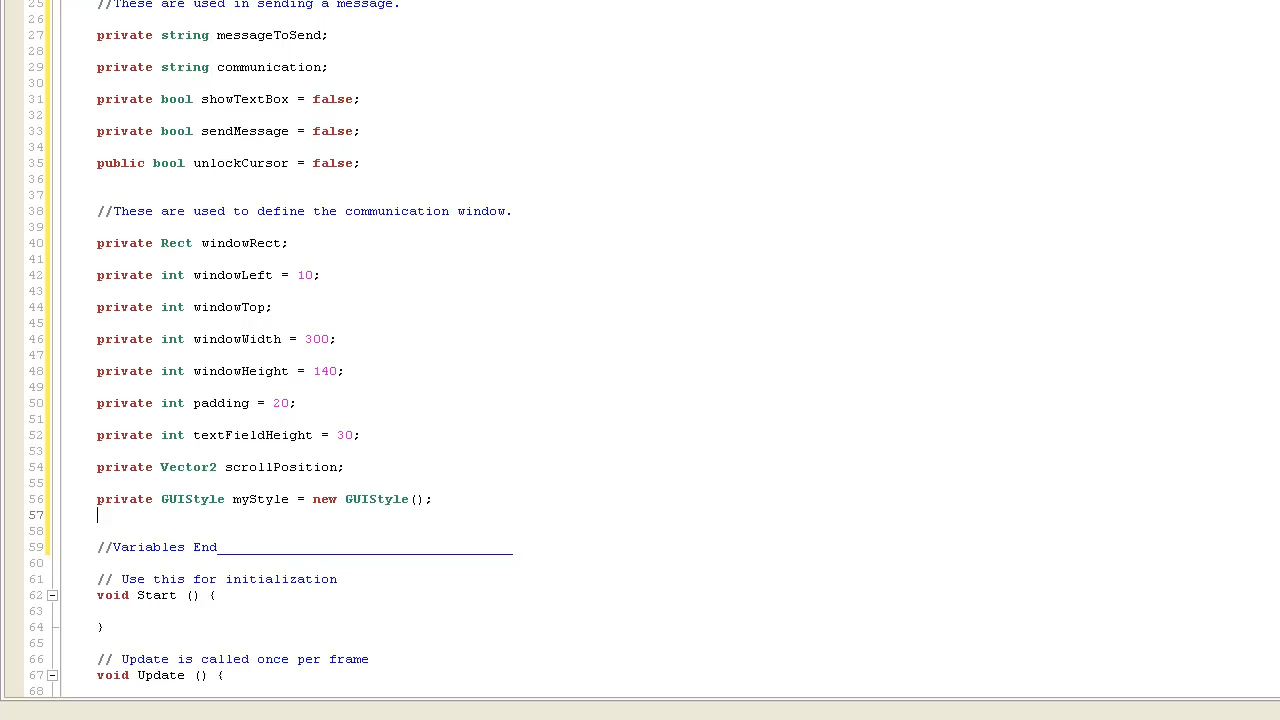 25 //These are used in sending a message.
26
27 private string messageToSend;
28
29 private string communication;
30
31 private bool showTextBox = false;
32
33 private bool sendMessage = false;
34
35 public bool unlockCursor = false;
36
37
38 //These are used to define the communication window.
39
40 private Rect windowRect;
41
42 private int windowLeft = 10;
43
44 private int windowTop;
45
46 private int windowWidth = 300;
47
48 private int windowHeight = 140;
49
50 private int padding = 20;
51
52 private int textFieldHeight = 30;
53
54 private Vector2 scrollPosition;
55
56 private GUIStyle myStyle = new GUIStyle();
57
58
59 //Variables End_____________________________________
60
61 // Use this for initialization
62 void Start () {
63
64 }
65
66 // Update is called once per frame
67 void Update () {
68